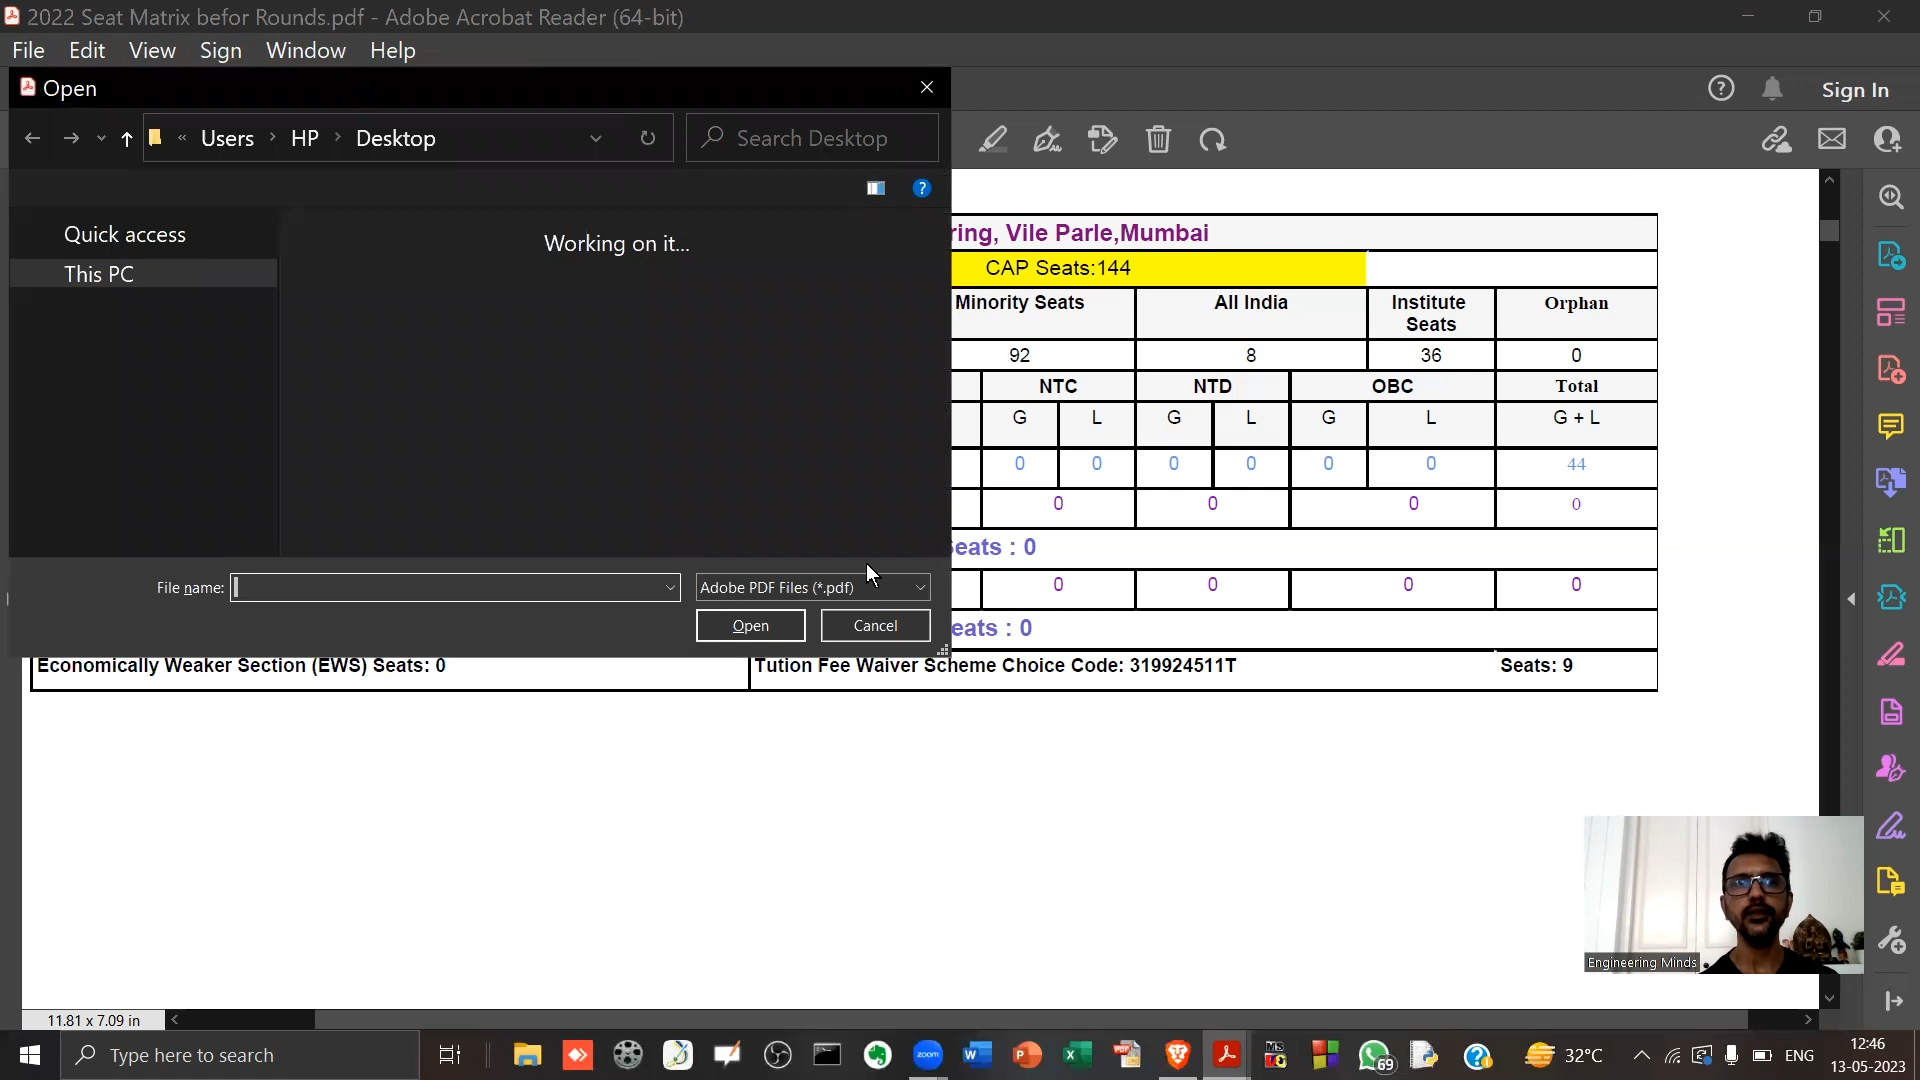 2022 Seat Matrix befor Rounds.pdf - Adobe Acrobat Reader (64-bit)
File Edit View Sign Window Help
Open
Sign In
« Users > HP > Desktop
Search Desktop
Quick access
This PC
Working on it...
File name:
Adobe PDF Files (*.pdf)
Open Cancel
ring, Vile Parle,Mumbai
CAP Seats:144
Minority Seats All India Institute Seats Orphan
92 8 36 0
NTC NTD OBC Total
G L G L G L G + L
0 0 0 0 0 0 44
0 0 0 0
eats : 0
0 0 0 0
eats : 0
Economically Weaker Section (EWS) Seats: 0 Tution Fee Waiver Scheme Choice Code: 319924511T Seats: 9
Engineering Minds
11.81 x 7.09 in
Type here to search
zoom
69
32°C
ENG
12:46
13-05-2023